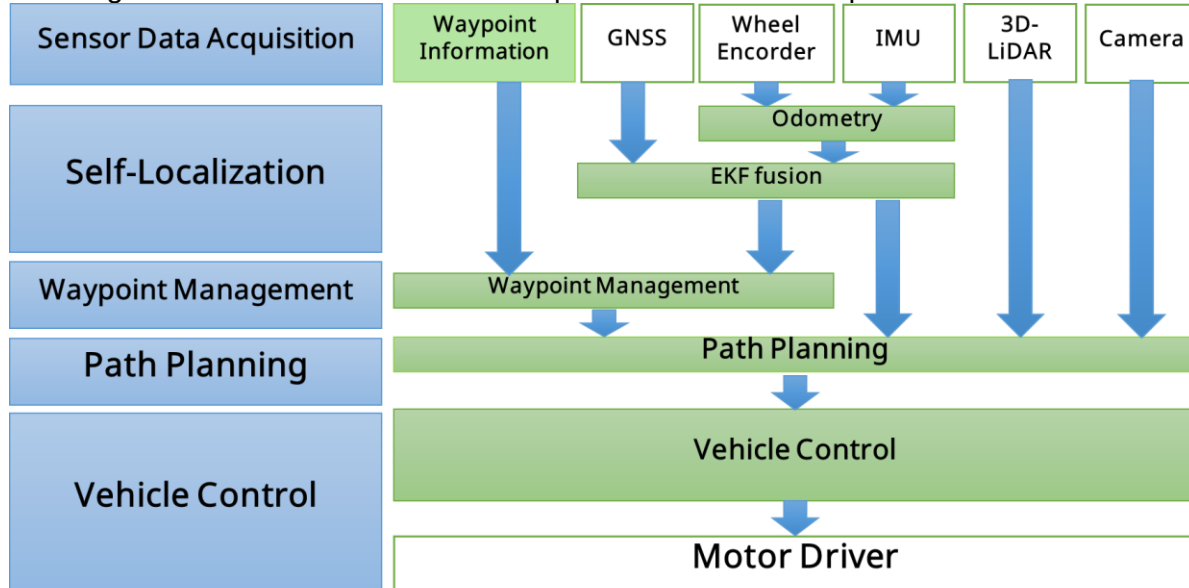 Sensor Data Acquisition
Waypoint
Information
GNSS
Wheel
Encorder
IMU
3D-
LiDAR
Camera
Self-Localization
Odometry
EKF fusion
Waypoint Management
Waypoint Management
Path Planning
Path Planning
Vehicle Control
Vehicle Control
Motor Driver